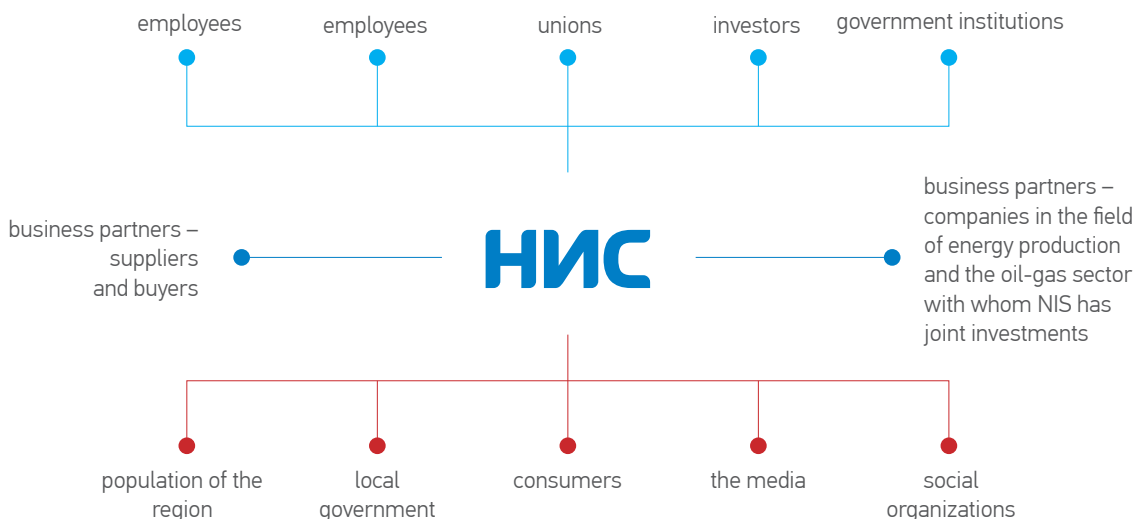 employees
employees
unions
investors
government institutions
business partners –
suppliers
and buyers
НИС
business partners –
companies in the field
of energy production
and the oil-gas sector
with whom NIS has
joint investments
population of the
region
local
government
consumers
the media
social
organizations